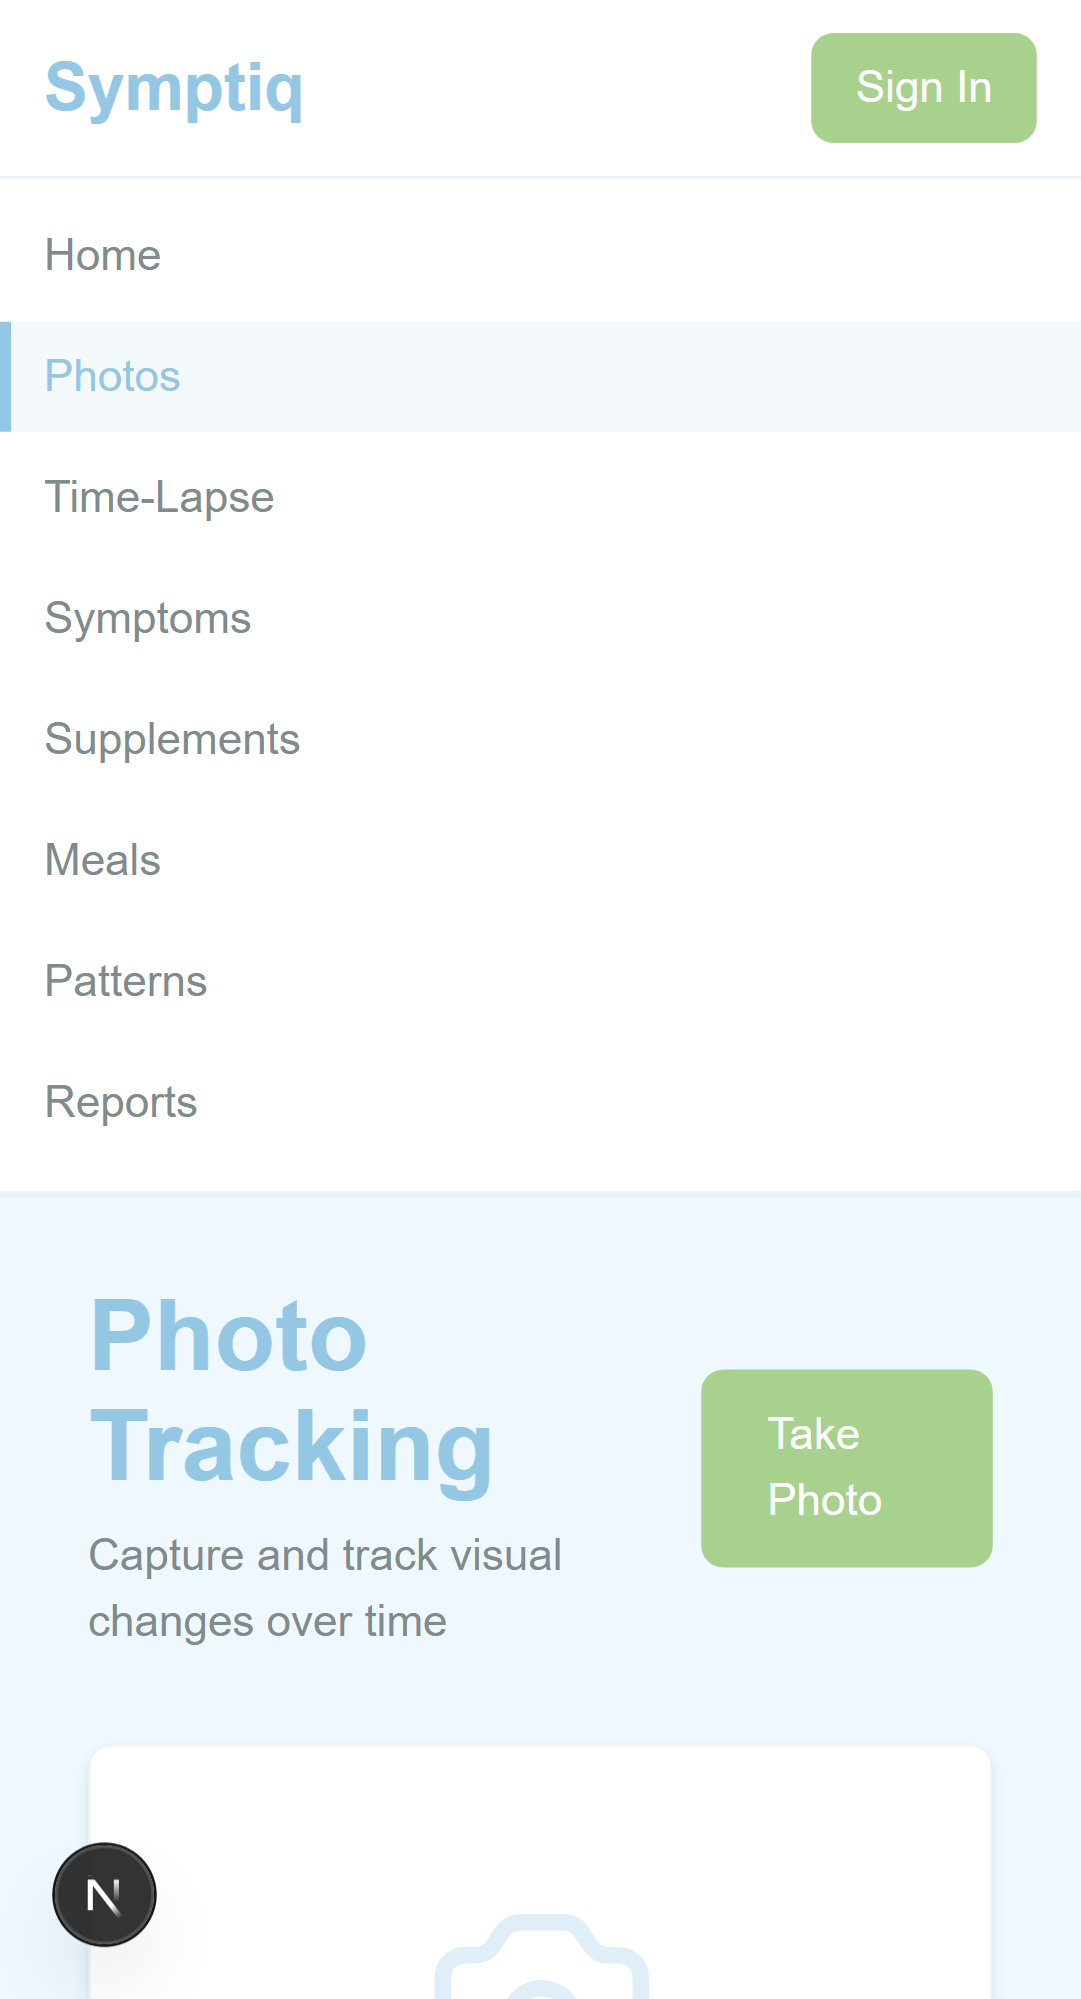 Symptiq
Sign In
Home
Photos
Time-Lapse
Symptoms
Supplements
Meals
Patterns
Reports
Photo
Tracking
Take
Photo
Capture and track visual
changes over time
N